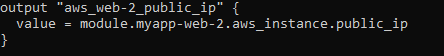 output "aws_web-2_public_ip" {
  value = module.myapp-web-2.aws_instance.public_ip
}